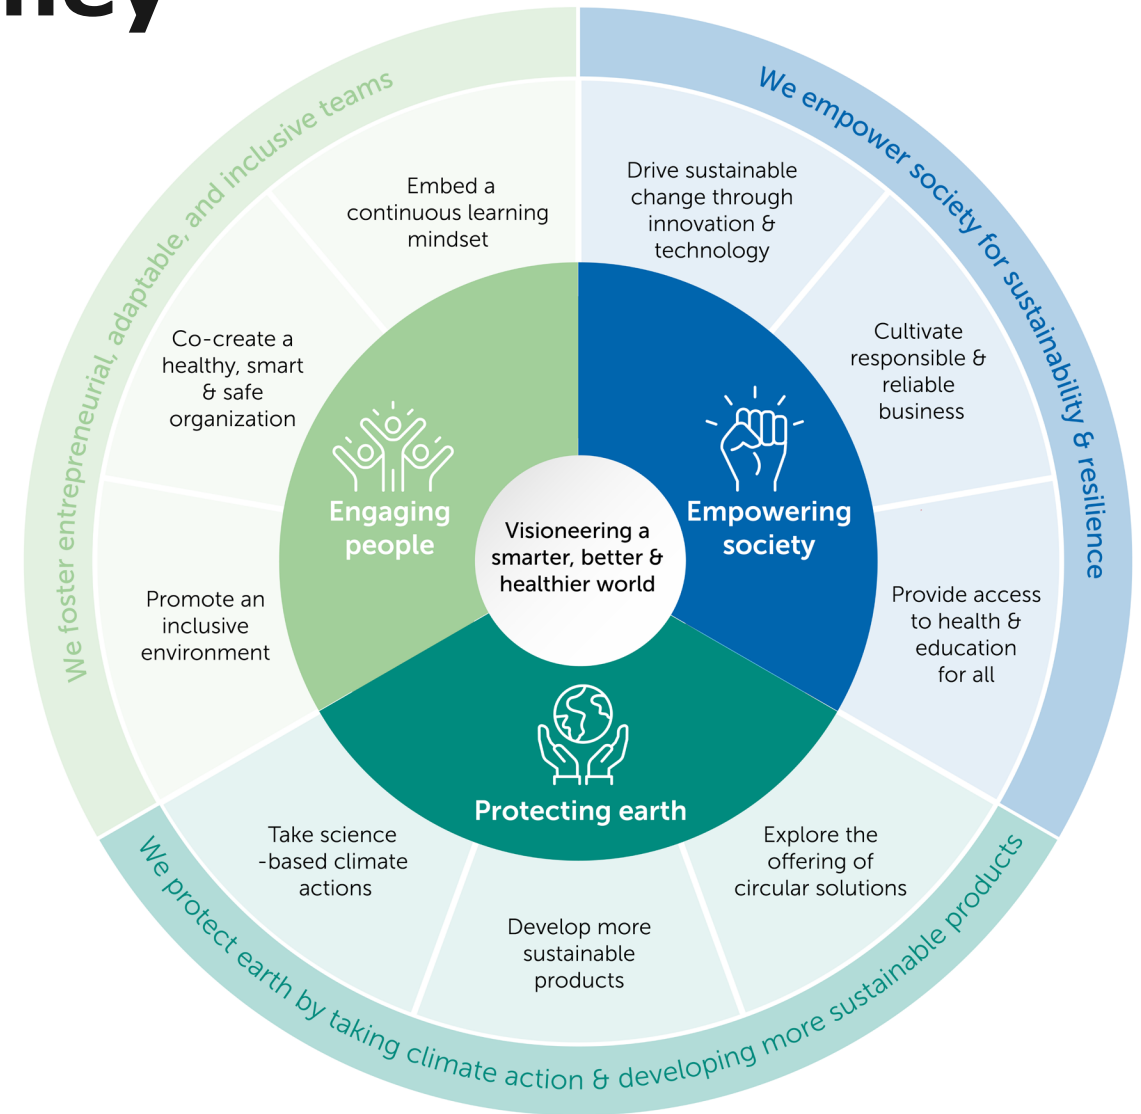 We foster entrepreneurial, adaptable, and inclusive teams
We empower society for sustainability & resilience
Embed a
continuous learning
mindset
Drive sustainable
change through
innovation &
technology
Co-create a
healthy, smart
& safe
organization
Cultivate
responsible &
reliable
business
Engaging
people
Visioneering a
smarter, better &
healthier world
Empowering
society
Promote an
inclusive
environment
Provide access
to health &
education
for all
Protecting earth
Take science
-based climate
actions
Develop more
sustainable
products
Explore the
offering of
circular solutions
We protect earth by taking climate action & developing more sustainable products